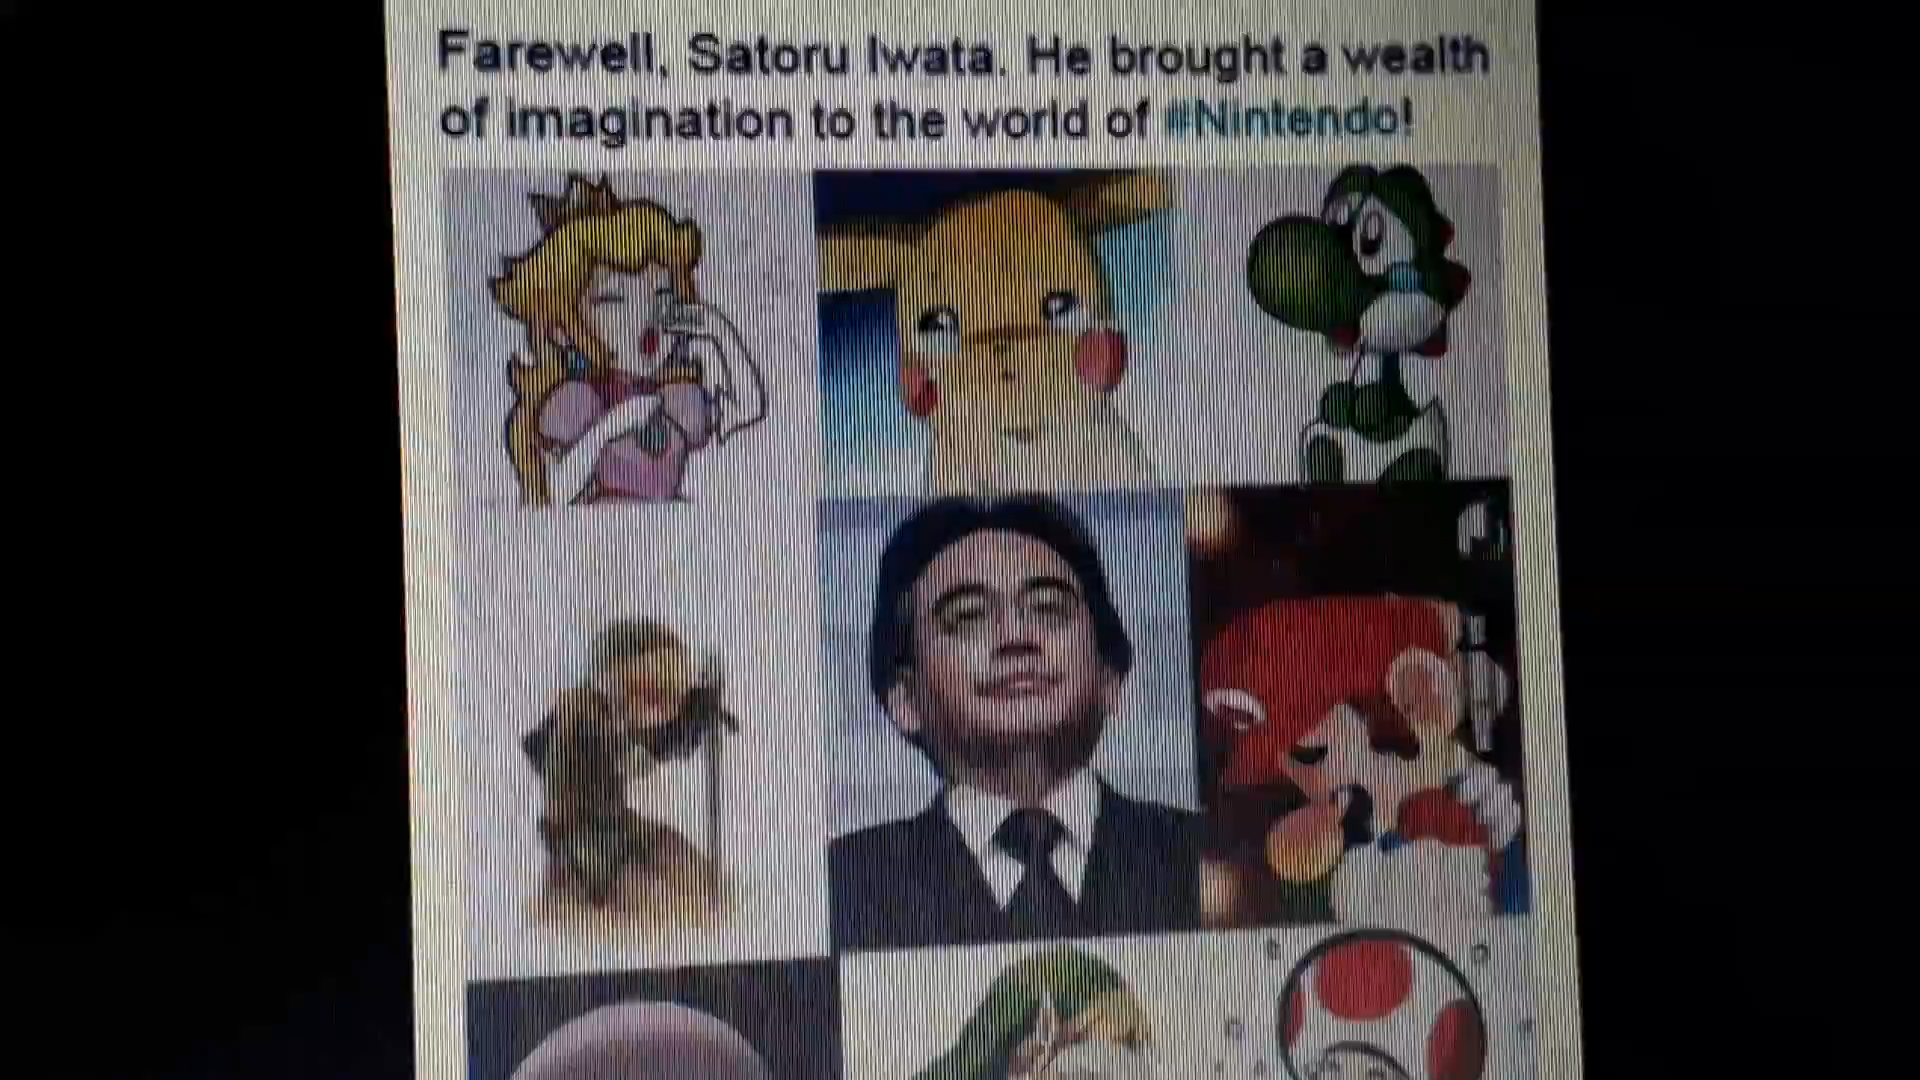 Farewell, Satoru Iwata. He brought a wealth
of imagination to the world of #Nintendo!